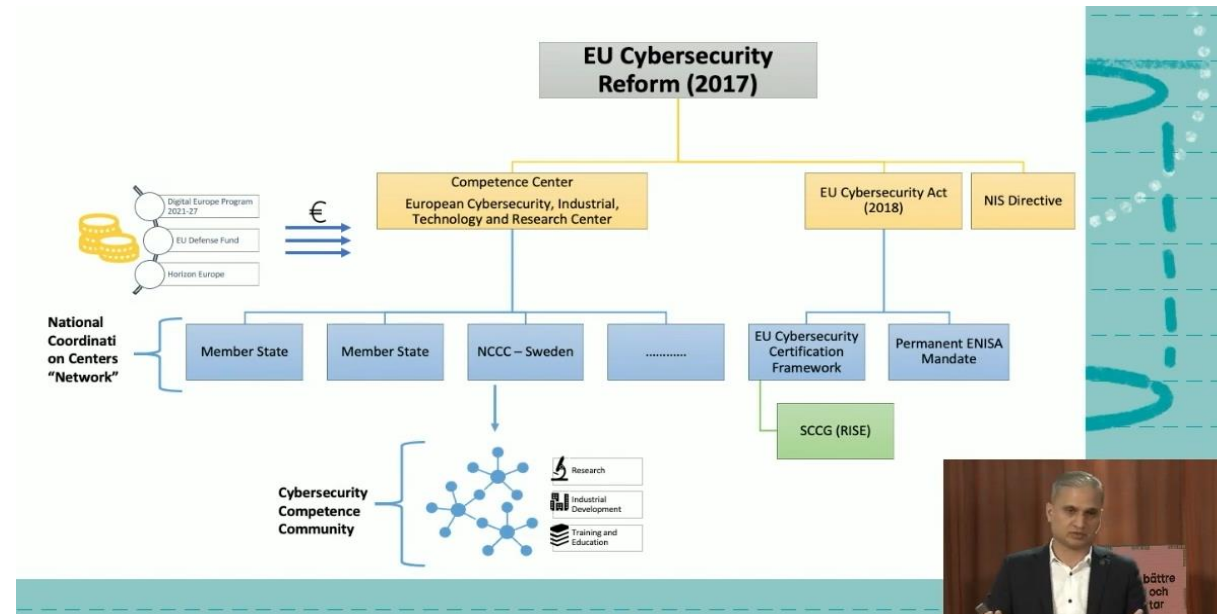 EU Cybersecurity
Reform (2017)
Competence Center
European Cybersecurity, Industrial,
Technology and Research Center
EU Cybersecurity Act
(2018)
NIS Directive
Digital Europe Program
2021-27
EU Defense Fund
Horizon Europe
€
National
Coordinati
on Centers
“Network”
Member State
Member State
NCCC – Sweden
............
EU Cybersecurity
Certification
Framework
Permanent ENISA
Mandate
SCCG (RISE)
Cybersecurity
Competence
Community
Research
Industrial
Development
Training and
Education
bättre
och
tar